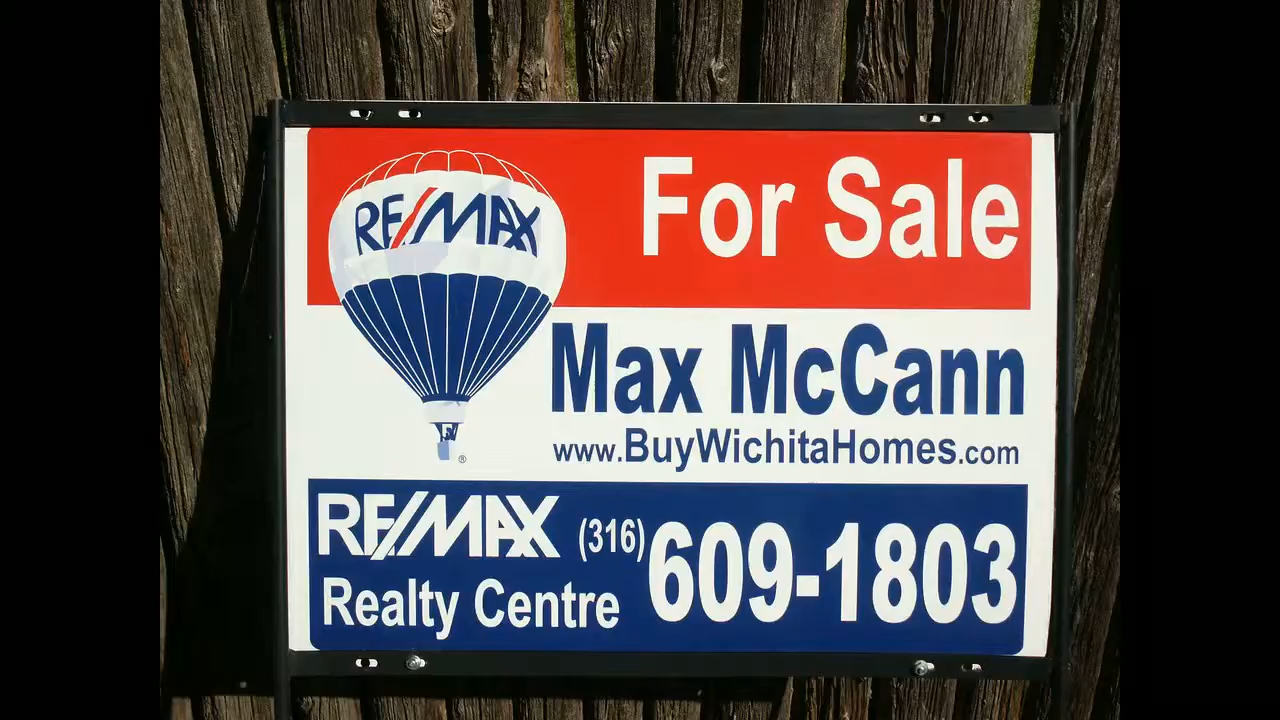 RE/MAX
For Sale
Max McCann
www.BuyWichitaHomes.com
®
RE/MAX
(316) 609-1803
Realty Centre